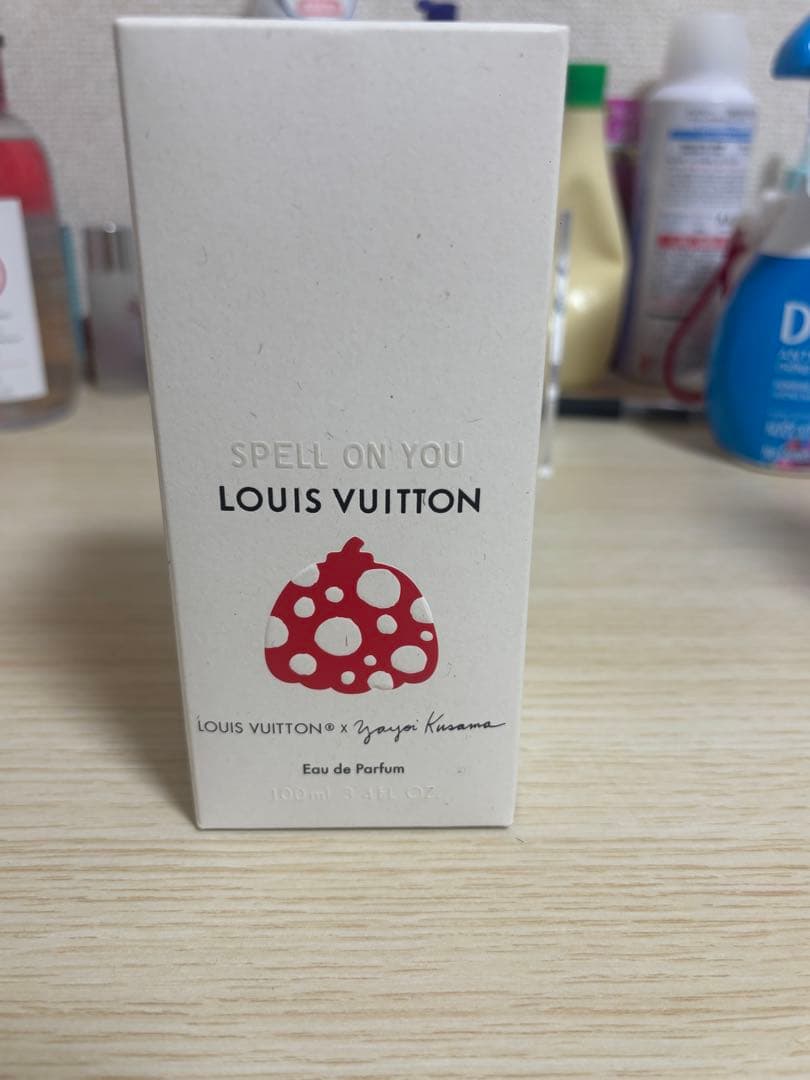 SPELL ON YOU
LOUIS VUITTON
LOUIS VUITTON® x Yayoi Kusama
Eau de Parfum
100ml 3.4FL OZ.